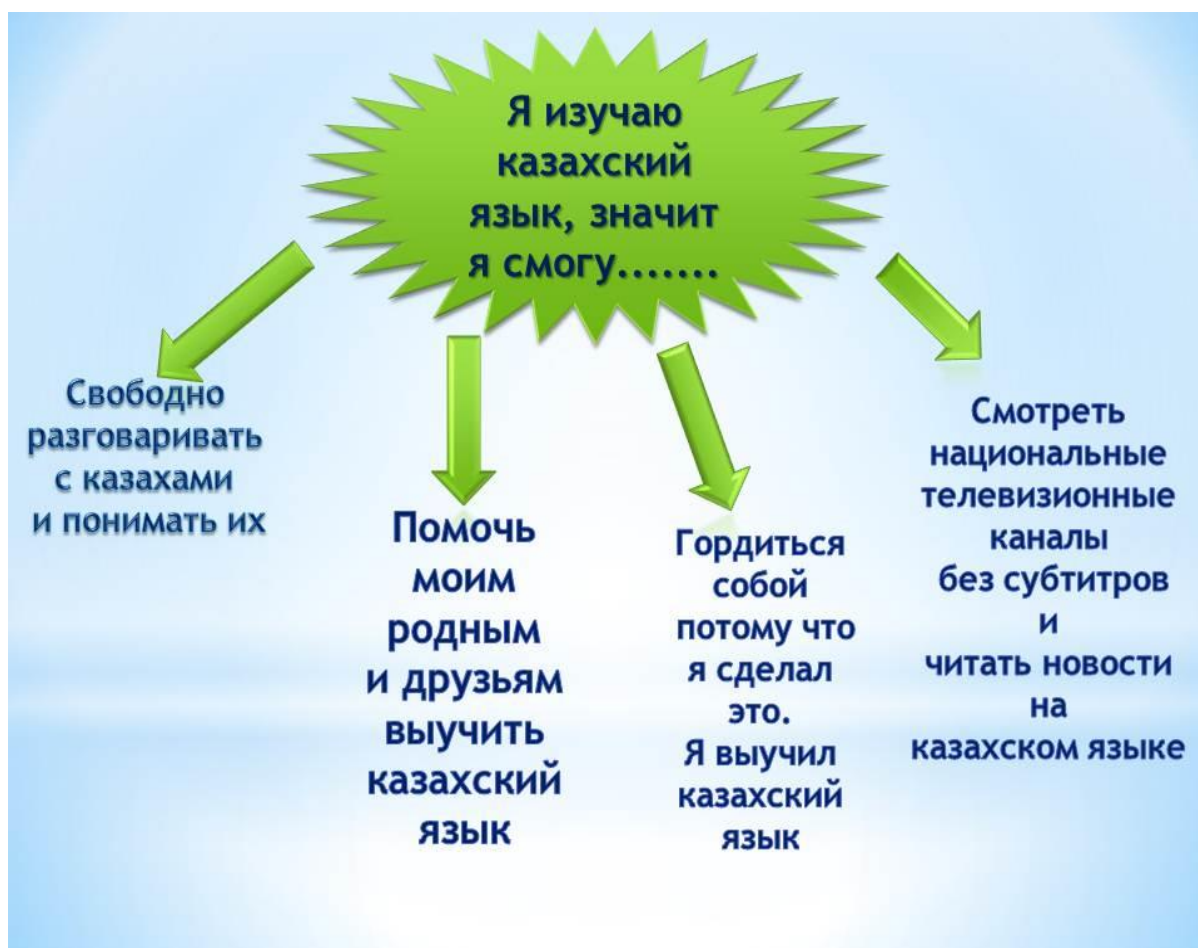 Я изучаю
казахский
язык, значит
я смогу.......
Свободно
разговаривать
с казахами
и понимать их
Помочь
моим
родным
и друзьям
выучить
казахский
язык
Гордиться
собой
потому что
я сделал
это.
Я выучил
казахский
язык
Смотреть
национальные
телевизионные
каналы
без субтитров
и
читать новости
на
казахском языке